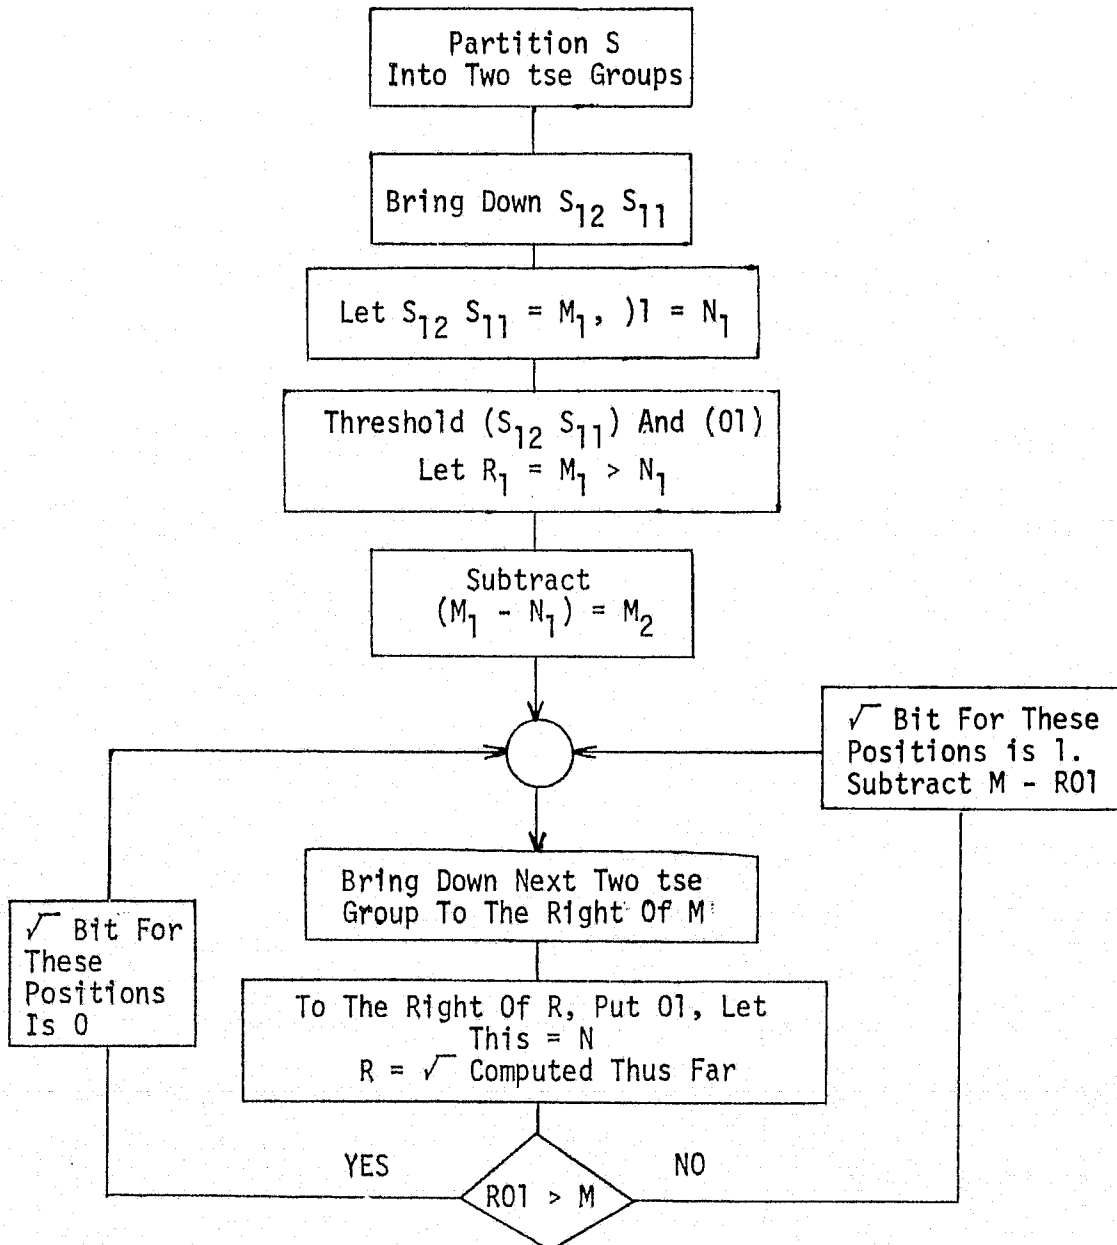 Partition S
Into Two tse Groups
Bring Down S12 S11
Let S12 S11 = M1, )1 = N1
Threshold (S12 S11) And (01)
Let R1 = M1 > N1
Subtract
(M1 - N1) = M2
√ Bit For These
Positions is 1.
Subtract M - R01
Bring Down Next Two tse
Group To The Right Of M
√ Bit For
These
Positions
Is 0
To The Right Of R, Put 01, Let
This = N
R = √ Computed Thus Far
YES
NO
R01 > M